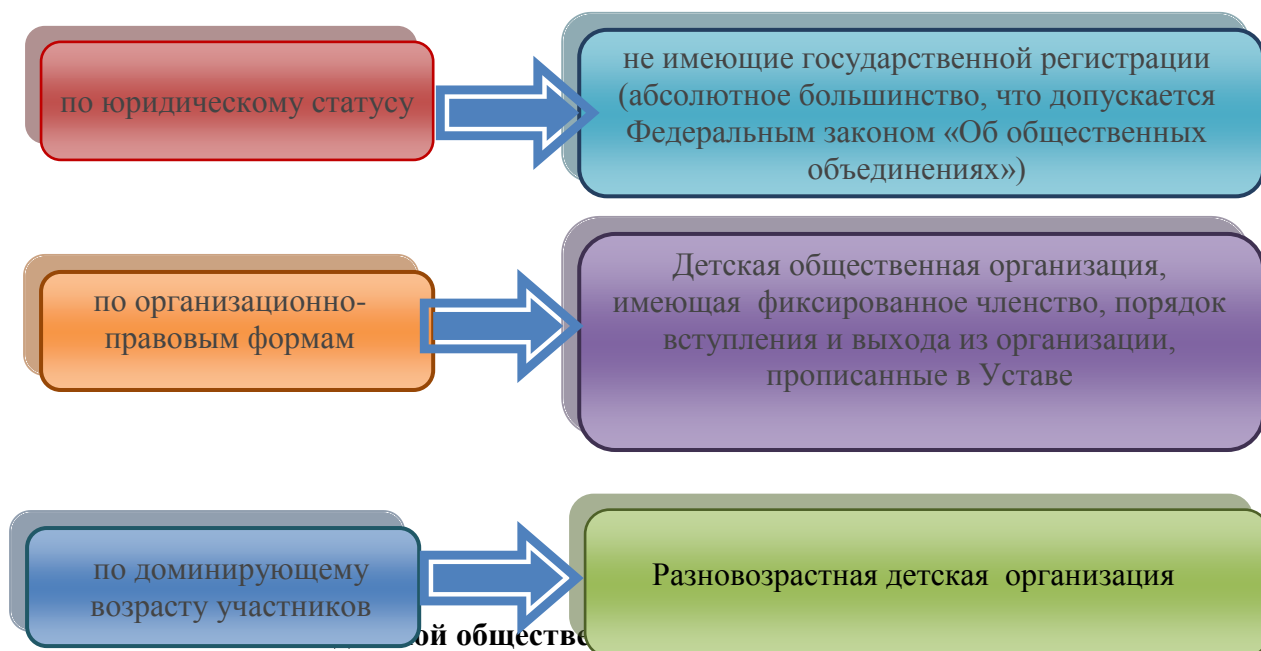 по юридическому статусу
не имеющие государственной регистрации
(абсолютное большинство, что допускается
Федеральным законом «Об общественных
объединениях»)
по организационно-
правовым формам
Детская общественная организация,
имеющая фиксированное членство, порядок
вступления и выхода из организации,
прописанные в Уставе
по доминирующему
возрасту участников
Разновозрастная детская организация